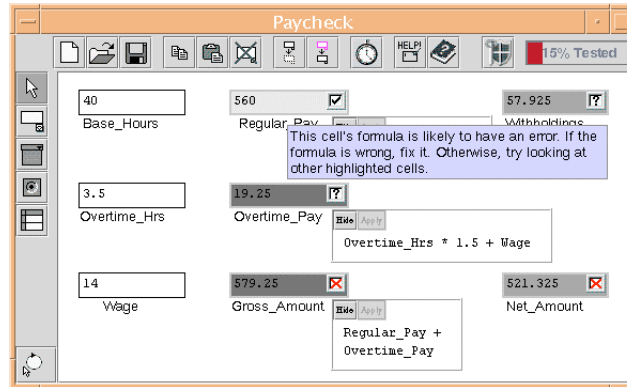 Paycheck
HELP!
15% Tested
40
560
57.925
?
Base_Hours
Regular_Pay
Withholdings
This cell's formula is likely to have an error. If the
formula is wrong, fix it. Otherwise, try looking at
other highlighted cells.
3.5
19.25
?
Overtime_Hrs
Overtime_Pay
Hide Apply
Overtime_Hrs * 1.5 + Wage
14
579.25
521.325
Wage
Gross_Amount
Net_Amount
Hide Apply
Regular_Pay +
Overtime_Pay